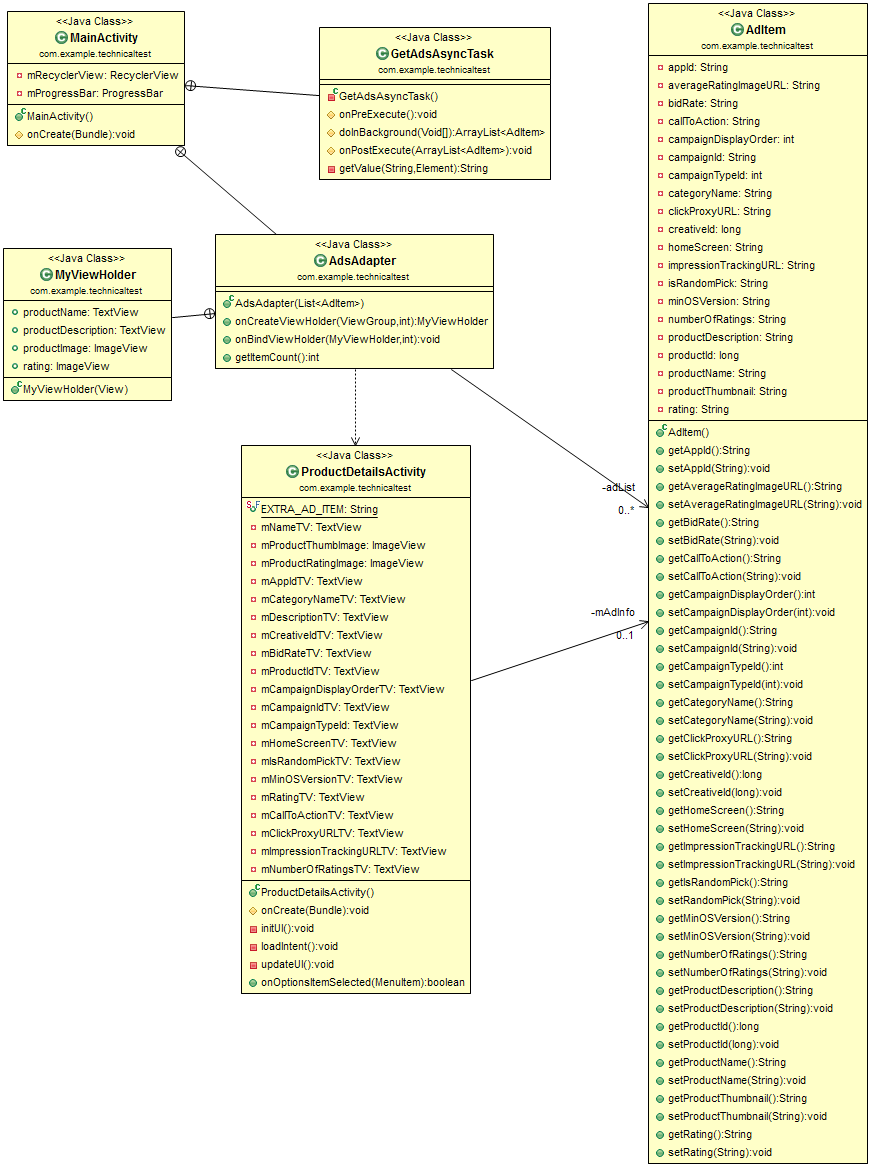 <<Java Class>>
MainActivity
com.example.technicaltest
mRecyclerView: RecyclerView
mProgressBar: ProgressBar
MainActivity()
onCreate(Bundle):void
<<Java Class>>
GetAdsAsyncTask
com.example.technicaltest
GetAdsAsyncTask()
onPreExecute():void
doInBackground(Void[]):ArrayList<AdItem>
onPostExecute(ArrayList<AdItem>):void
getValue(String,Element):String
<<Java Class>>
MyViewHolder
com.example.technicaltest
productName: TextView
productDescription: TextView
productImage: ImageView
rating: ImageView
MyViewHolder(View)
<<Java Class>>
AdsAdapter
com.example.technicaltest
AdsAdapter(List<AdItem>)
onCreateViewHolder(ViewGroup,int):MyViewHolder
onBindViewHolder(MyViewHolder,int):void
getItemCount():int
<<Java Class>>
ProductDetailsActivity
com.example.technicaltest
EXTRA_AD_ITEM: String
mNameTV: TextView
mProductThumbImage: ImageView
mProductRatingImage: ImageView
mAppIdTV: TextView
mCategoryNameTV: TextView
mDescriptionTV: TextView
mCreativeIdTV: TextView
mBidRateTV: TextView
mProductIdTV: TextView
mCampaignDisplayOrderTV: TextView
mCampaignIdTV: TextView
mCampaignTypeId: TextView
mHomeScreenTV: TextView
mIsRandomPickTV: TextView
mMinOSVersionTV: TextView
mRatingTV: TextView
mCallToActionTV: TextView
mClickProxyURLTV: TextView
mImpressionTrackingURLTV: TextView
mNumberOfRatingsTV: TextView
ProductDetailsActivity()
onCreate(Bundle):void
initUI():void
loadIntent():void
updateUI():void
onOptionsItemSelected(MenuItem):boolean
-adList
0..*
-mAdInfo
0..1
<<Java Class>>
AdItem
com.example.technicaltest
appId: String
averageRatingImageURL: String
bidRate: String
callToAction: String
campaignDisplayOrder: int
campaignId: String
campaignTypeId: int
categoryName: String
clickProxyURL: String
creativeId: long
homeScreen: String
impressionTrackingURL: String
isRandomPick: String
minOSVersion: String
numberOfRatings: String
productDescription: String
productId: long
productName: String
productThumbnail: String
rating: String
AdItem()
getAppId():String
setAppId(String):void
getAverageRatingImageURL():String
setAverageRatingImageURL(String):void
getBidRate():String
setBidRate(String):void
getCallToAction():String
setCallToAction(String):void
getCampaignDisplayOrder():int
setCampaignDisplayOrder(int):void
getCampaignId():String
setCampaignId(String):void
getCampaignTypeId():int
setCampaignTypeId(int):void
getCategoryName():String
setCategoryName(String):void
getClickProxyURL():String
setClickProxyURL(String):void
getCreativeId():long
setCreativeId(long):void
getHomeScreen():String
setHomeScreen(String):void
getImpressionTrackingURL():String
setImpressionTrackingURL(String):void
getIsRandomPick():String
setRandomPick(String):void
getMinOSVersion():String
setMinOSVersion(String):void
getNumberOfRatings():String
setNumberOfRatings(String):void
getProductDescription():String
setProductDescription(String):void
getProductId():long
setProductId(long):void
getProductName():String
setProductName(String):void
getProductThumbnail():String
setProductThumbnail(String):void
getRating():String
setRating(String):void